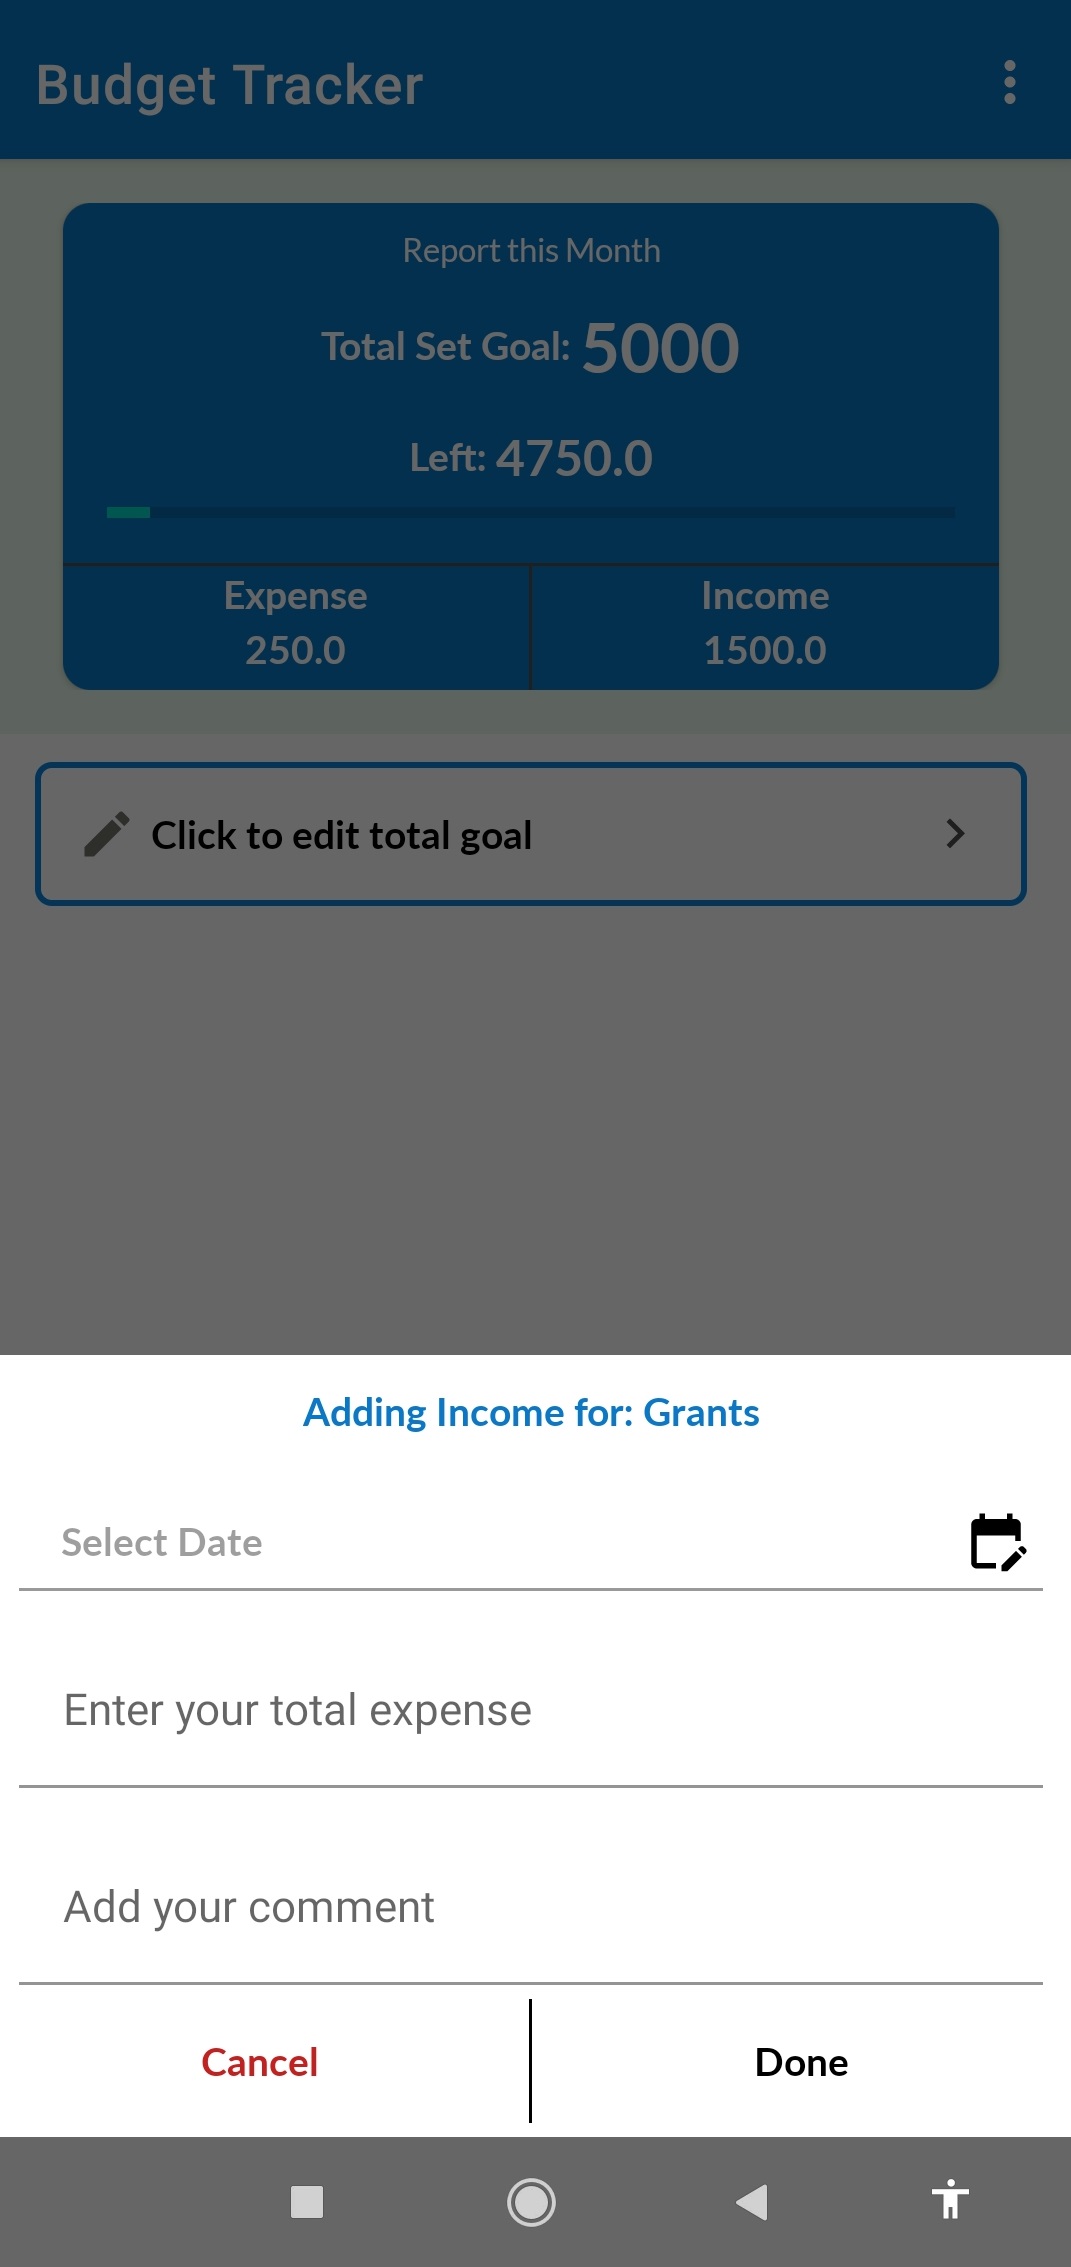 Budget Tracker
Report this Month
Total Set Goal: 5000
Left: 4750.0
Expense Income
250.0 1500.0
Click to edit total goal
Adding Income for: Grants
Select Date
Enter your total expense
Add your comment
Cancel Done